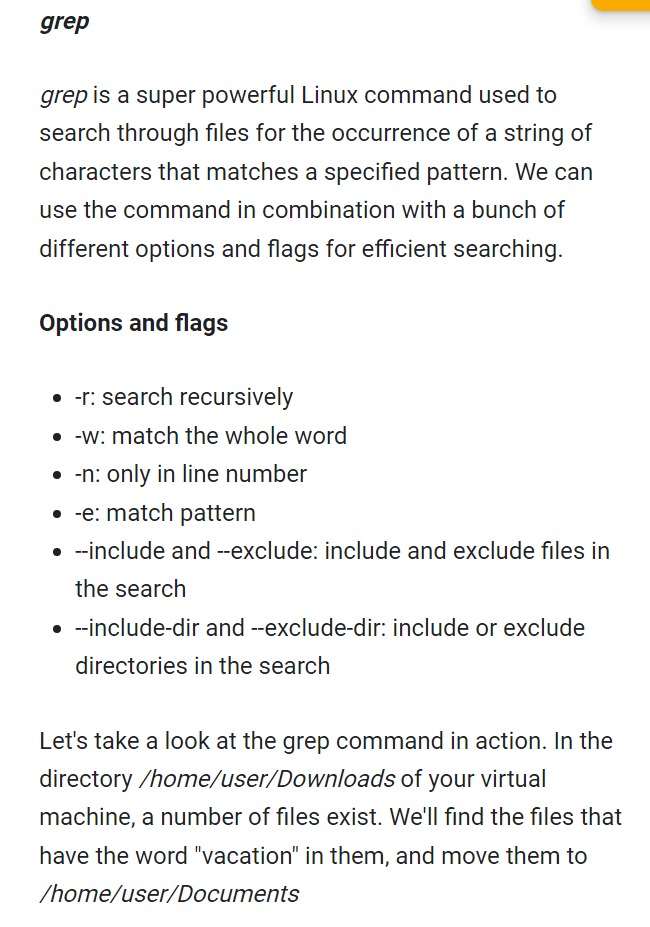 grep
grep is a super powerful Linux command used to
search through files for the occurrence of a string of
characters that matches a specified pattern. We can
use the command in combination with a bunch of
different options and flags for efficient searching.
Options and flags
• -r: search recursively
• -w: match the whole word
• -n: only in line number
• -e: match pattern
• --include and --exclude: include and exclude files in
the search
• --include-dir and --exclude-dir: include or exclude
directories in the search
Let's take a look at the grep command in action. In the
directory /home/user/Downloads of your virtual
machine, a number of files exist. We'll find the files that
have the word "vacation" in them, and move them to
/home/user/Documents